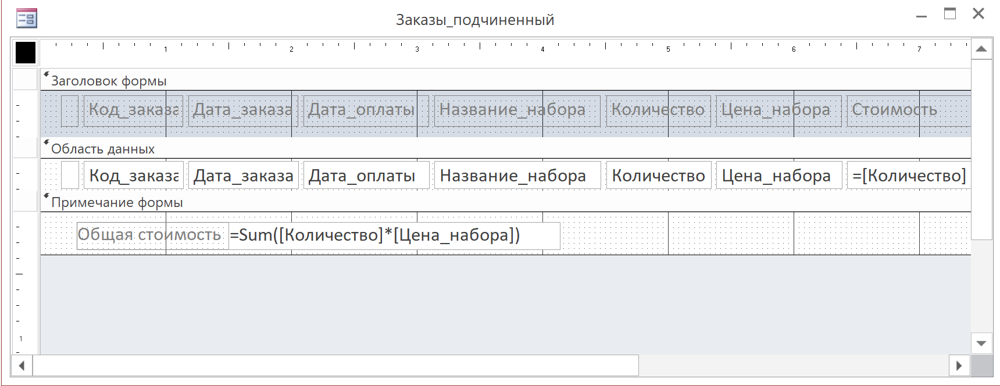 Заказы_подчиненный
1 2 3 4 5 6 7
Заголовок формы
Код_заказа Дата_заказа Дата_оплаты Название_набора Количество Цена_набора Стоимость
Область данных
Код_заказа Дата_заказа Дата_оплаты Название_набора Количество Цена_набора =[Количество]
Примечание формы
Общая стоимость =Sum([Количество]*[Цена_набора])
1